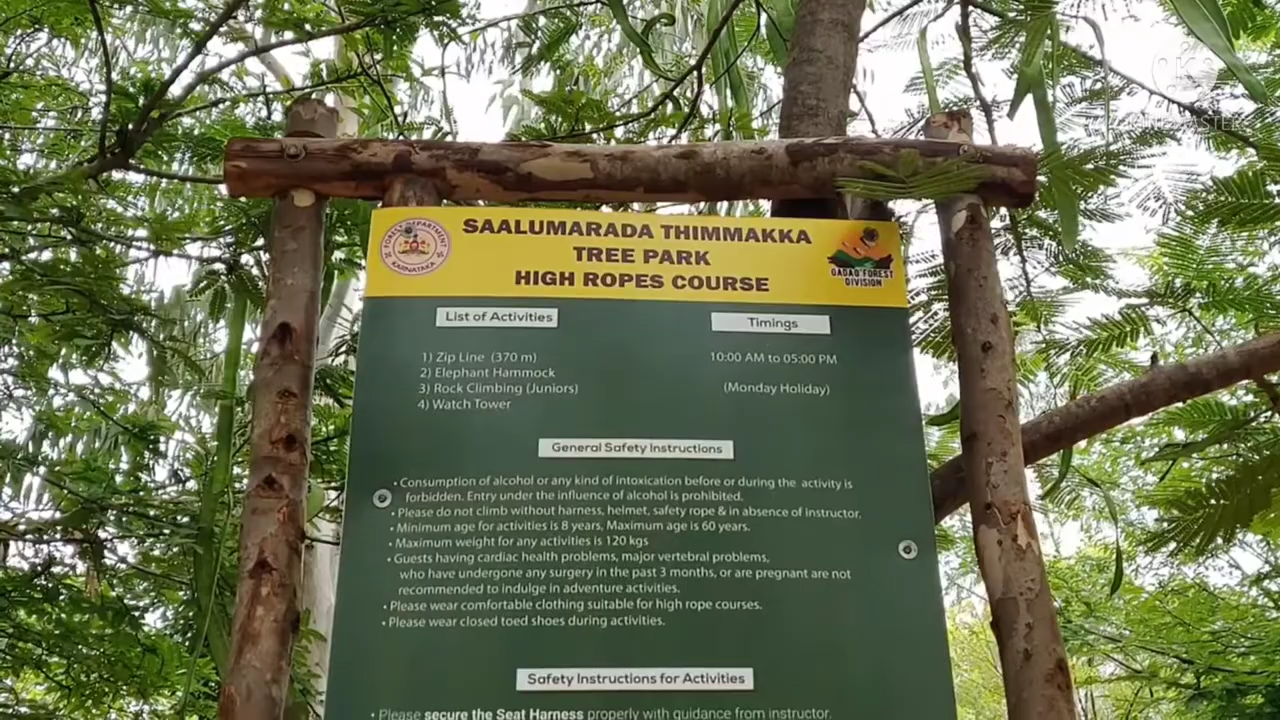 SAALUMARADA THIMMAKKA
TREE PARK
HIGH ROPES COURSE
FOREST DEPARTMENT
KARNATAKA
GADAG FOREST
DIVISION
List of Activities
1) Zip Line (370 m)
2) Elephant Hammock
3) Rock Climbing (Juniors)
4) Watch Tower
Timings
10:00 AM to 05:00 PM
(Monday Holiday)
General Safety Instructions
• Consumption of alcohol or any kind of intoxication before or during the activity is
forbidden. Entry under the influence of alcohol is prohibited.
• Please do not climb without harness, helmet, safety rope & in absence of instructor,
• Minimum age for activities is 8 years, Maximum age is 60 years.
• Maximum weight for any activities is 120 kgs
• Guests having cardiac health problems, major vertebral problems,
who have undergone any surgery in the past 3 months, or are pregnant are not
recommended to indulge in adventure activities.
• Please wear comfortable clothing suitable for high rope courses.
• Please wear closed toed shoes during activities.
Safety Instructions for Activities
• Please secure the Seat Harness properly with guidance from instructor.